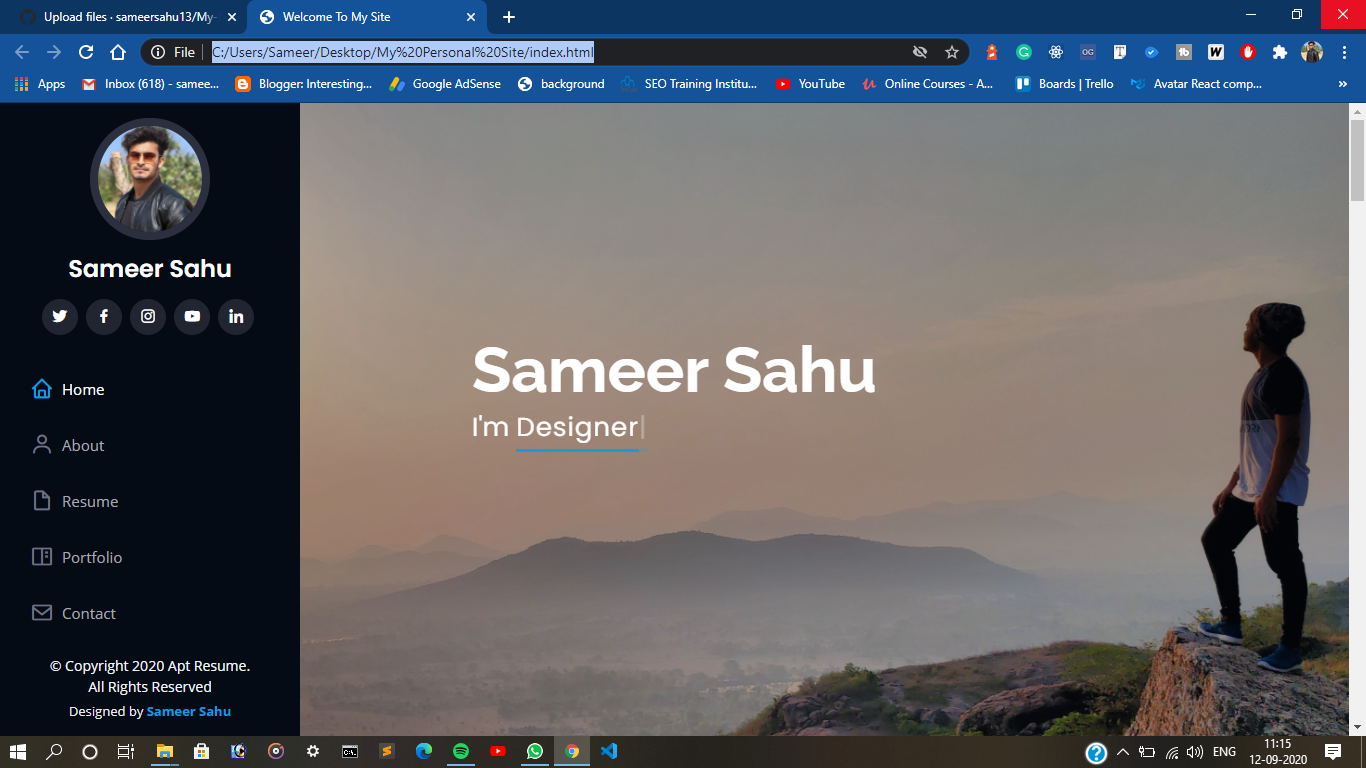 Upload files · sameersahu13/My-
Welcome To My Site
File
C:/Users/Sameer/Desktop/My%20Personal%20Site/index.html
Apps
Inbox (618) - samee...
Blogger: Interesting...
Google AdSense
background
SEO Training Institu...
YouTube
Online Courses - A...
Boards | Trello
Avatar React comp...
»
Sameer Sahu
Home
About
Resume
Portfolio
Contact
© Copyright 2020 Apt Resume.
All Rights Reserved
Designed by Sameer Sahu
Sameer Sahu
I'm Designer|
ENG
11:15
12-09-2020